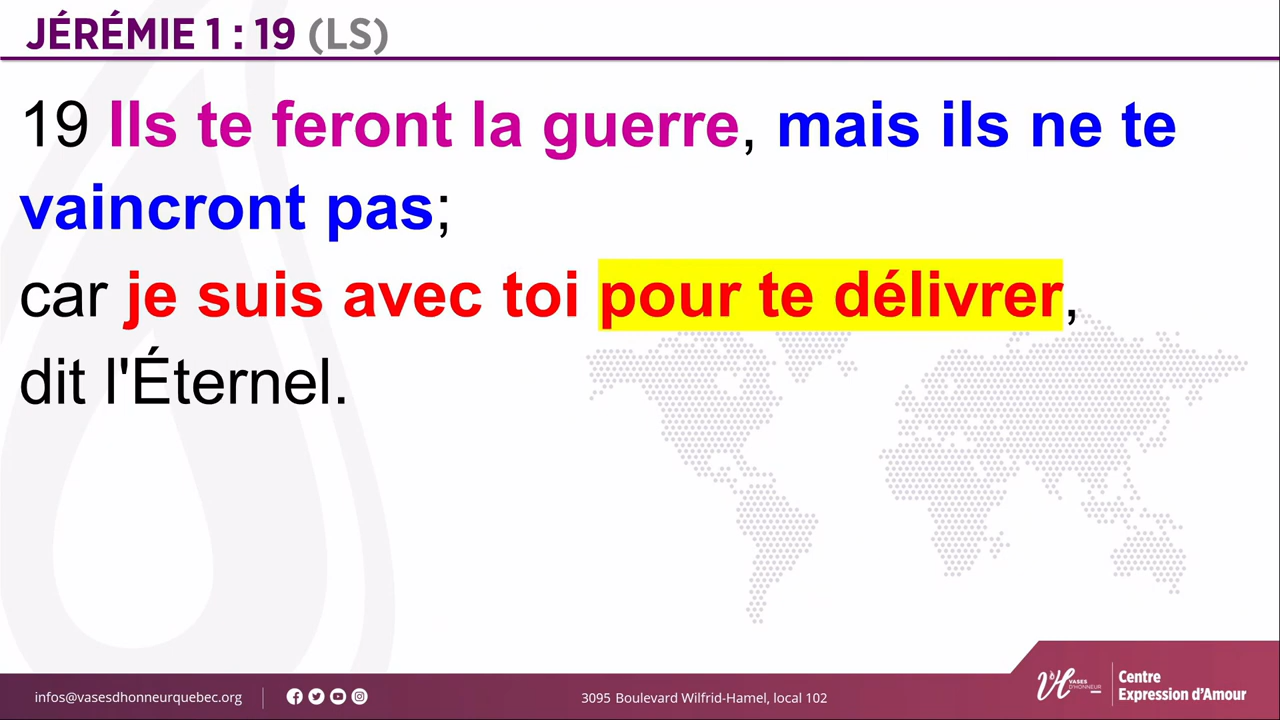 JÉRÉMIE 1 : 19 (LS)
19 Ils te feront la guerre, mais ils ne te
vaincront pas;
car je suis avec toi pour te délivrer,
dit l'Éternel.
infos@vasesdhonneurquebec.org
3095 Boulevard Wilfrid-Hamel, local 102
VASES
D'HONNEUR
Centre
Expression d'Amour